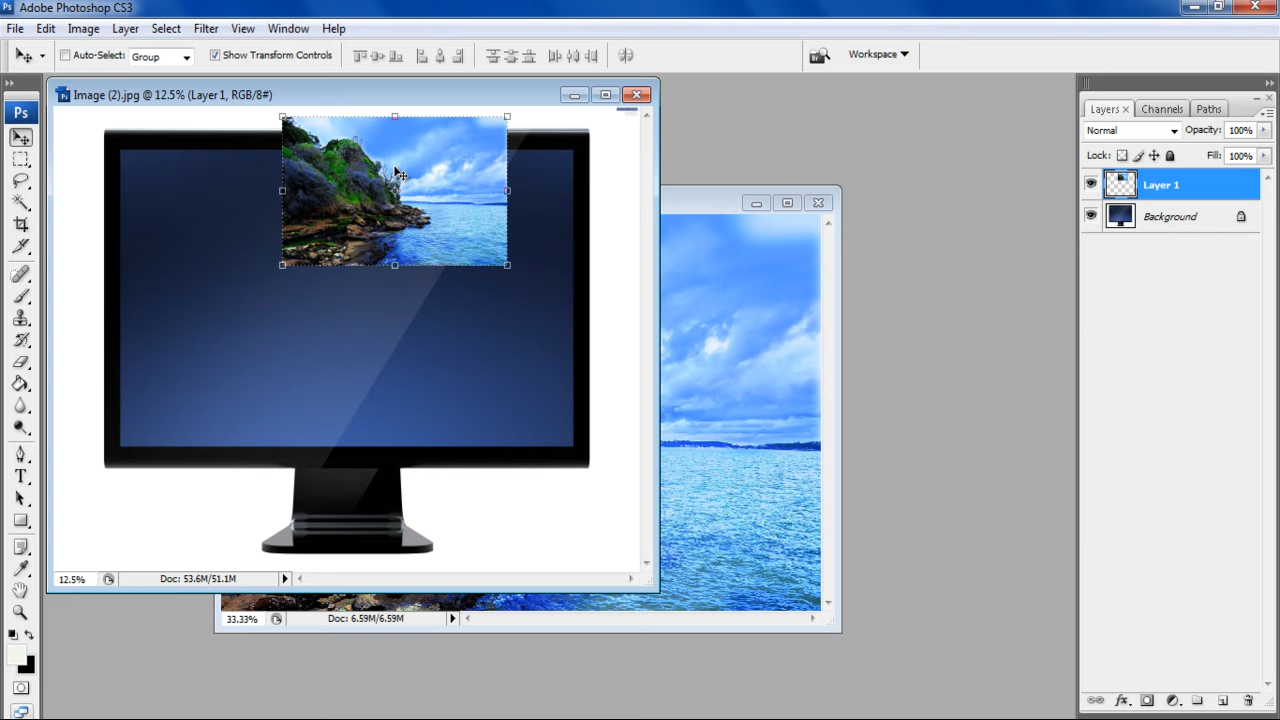 Ps Adobe Photoshop CS3
File Edit Image Layer Select Filter View Window Help
Auto-Select: Group Show Transform Controls Workspace
Image (2).jpg @ 12.5% (Layer 1, RGB/8#)
Ps
Layers Channels Paths
Normal Opacity: 100%
Lock: Fill: 100%
Layer 1
Background
12.5% Doc: 53.6M/51.1M
33.33% Doc: 6.59M/6.59M